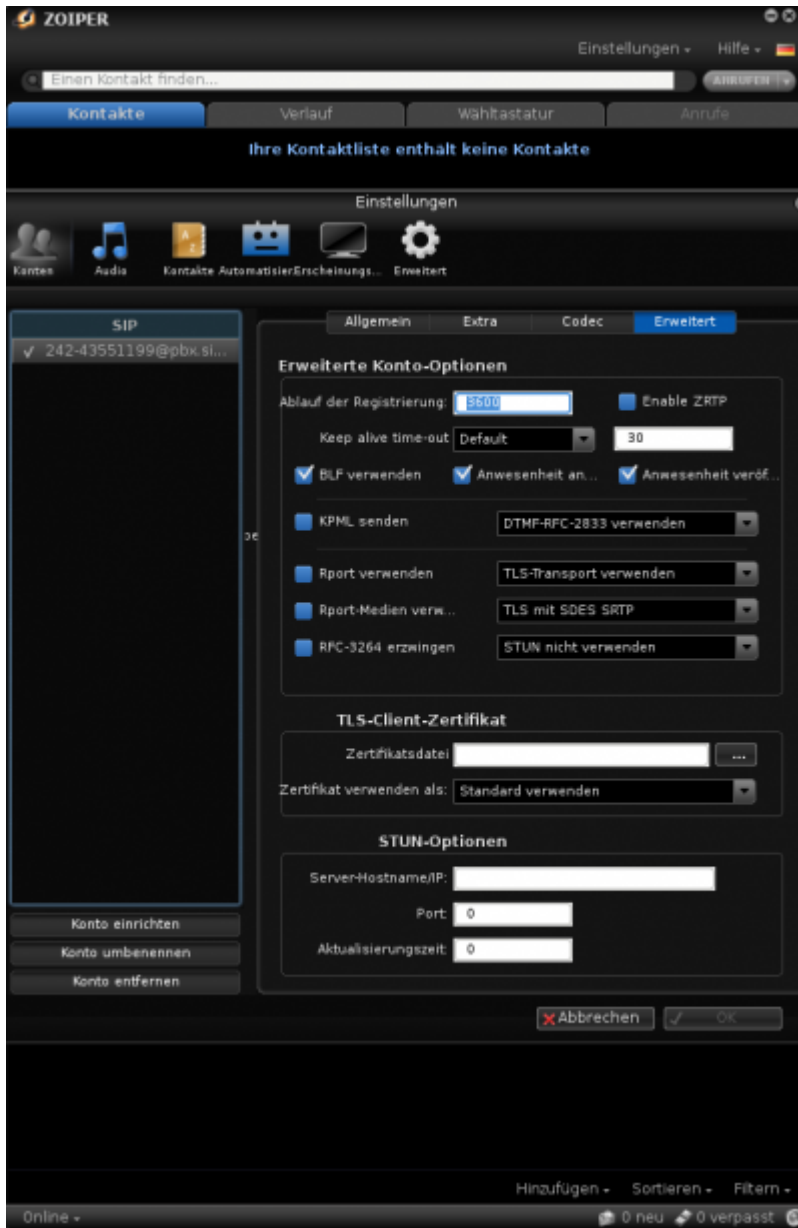 ZOIPER
Einstellungen Hilfe
Einen Kontakt finden... ANRUFEN
Kontakte Verlauf Wähltastatur Anrufe
Ihre Kontaktliste enthält keine Kontakte
Einstellungen
Konten Audio Kontakte Automatisier. Erscheinungs... Erweitert
SIP
242-43551199@pbx.si...
Allgemein Extra Codec Erweitert
Erweiterte Konto-Optionen
Ablauf der Registrierung: 3600 Enable ZRTP
Keep alive time-out Default 30
BLF verwenden Anwesenheit an... Anwesenheit veröf...
KPML senden DTMF-RFC-2833 verwenden
Rport verwenden TLS-Transport verwenden
Rport-Medien verw... TLS mit SDES SRTP
RFC-3264 erzwingen STUN nicht verwenden
TLS-Client-Zertifikat
Zertifikatsdatei ...
Zertifikat verwenden als: Standard verwenden
STUN-Optionen
Server-Hostname/IP:
Port: 0
Aktualisierungszeit: 0
Konto einrichten
Konto umbenennen
Konto entfernen
Abbrechen OK
Hinzufügen Sortieren Filtern
Online 0 neu 0 verpasst